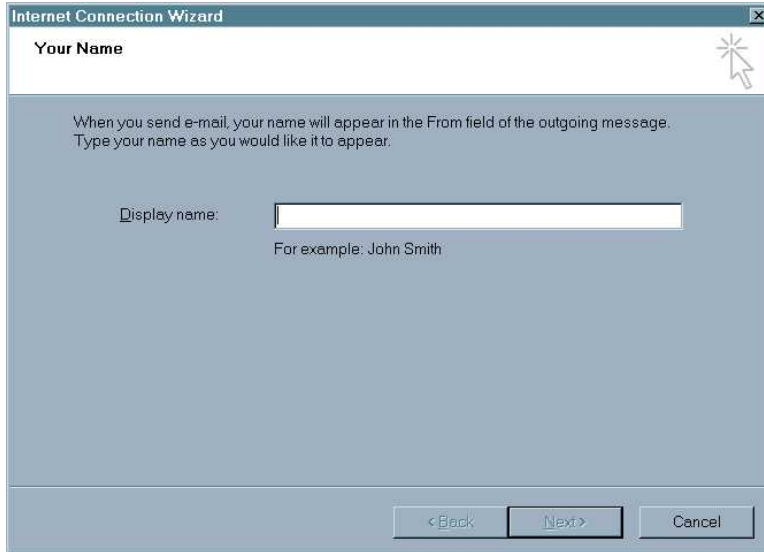 Internet Connection Wizard
Your Name
When you send e-mail, your name will appear in the From field of the outgoing message.
Type your name as you would like it to appear.
Display name:
For example: John Smith
< Back Next > Cancel